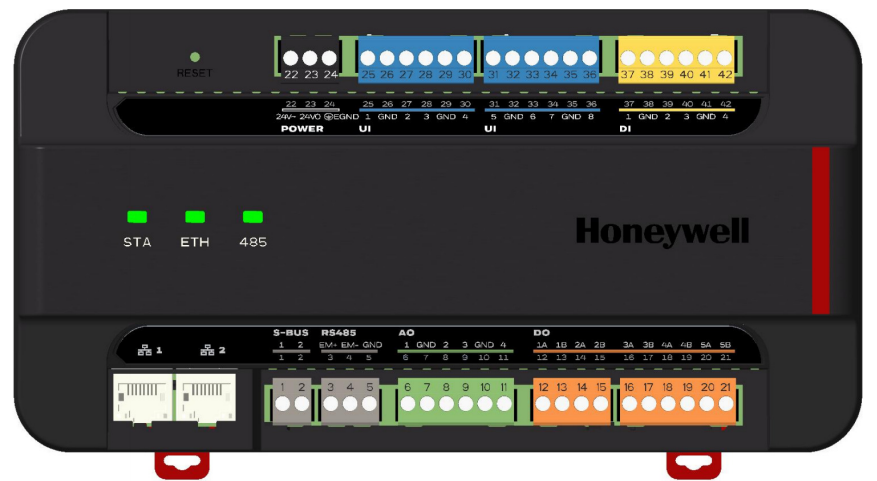 RESET
22 23 24 25 26 27 28 29 30 31 32 33 34 35 36 37 38 39 40 41 42
22 23 24 25 26 27 28 29 30 31 32 33 34 35 36 37 38 39 40 41 42
24V~ 24V0 EGND 1 GND 2 3 GND 4 5 GND 6 7 GND 8 1 GND 2 3 GND 4
POWER UI UI DI
STA ETH 485
Honeywell
S-BUS RS485 AO DO
1 2 EM+ EM- GND 1 GND 2 3 GND 4 1A 1B 2A 2B 3A 3B 4A 4B 5A 5B
1 2 3 4 5 6 7 8 9 10 11 12 13 14 15 16 17 18 19 20 21
1 2
1 2 3 4 5 6 7 8 9 10 11 12 13 14 15 16 17 18 19 20 21